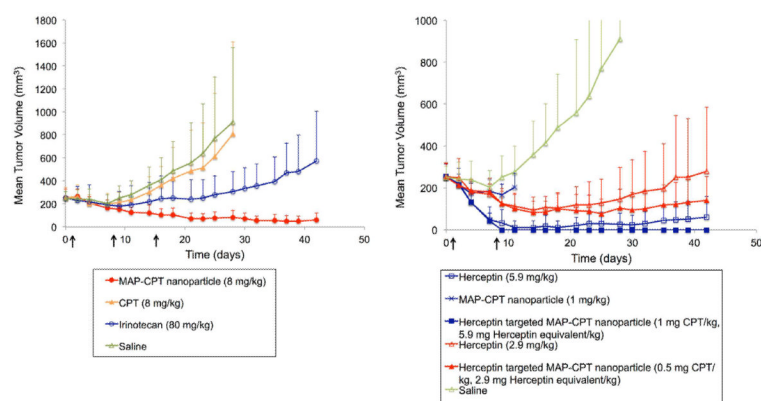 1800
1600
1400
1200
1000
800
600
400
200
0
Mean Tumor Volume (mm³)
0 10 20 30 40 50
Time (days)
MAP-CPT nanoparticle (8 mg/kg)
CPT (8 mg/kg)
Irinotecan (80 mg/kg)
Saline
1000
800
600
400
200
0
Mean Tumor Volume (mm³)
0 10 20 30 40 50
Time (days)
Herceptin (5.9 mg/kg)
MAP-CPT nanoparticle (1 mg/kg)
Herceptin targeted MAP-CPT nanoparticle (1 mg CPT/kg,
5.9 mg Herceptin equivalent/kg)
Herceptin (2.9 mg/kg)
Herceptin targeted MAP-CPT nanoparticle (0.5 mg CPT/
kg, 2.9 mg Herceptin equivalent/kg)
Saline